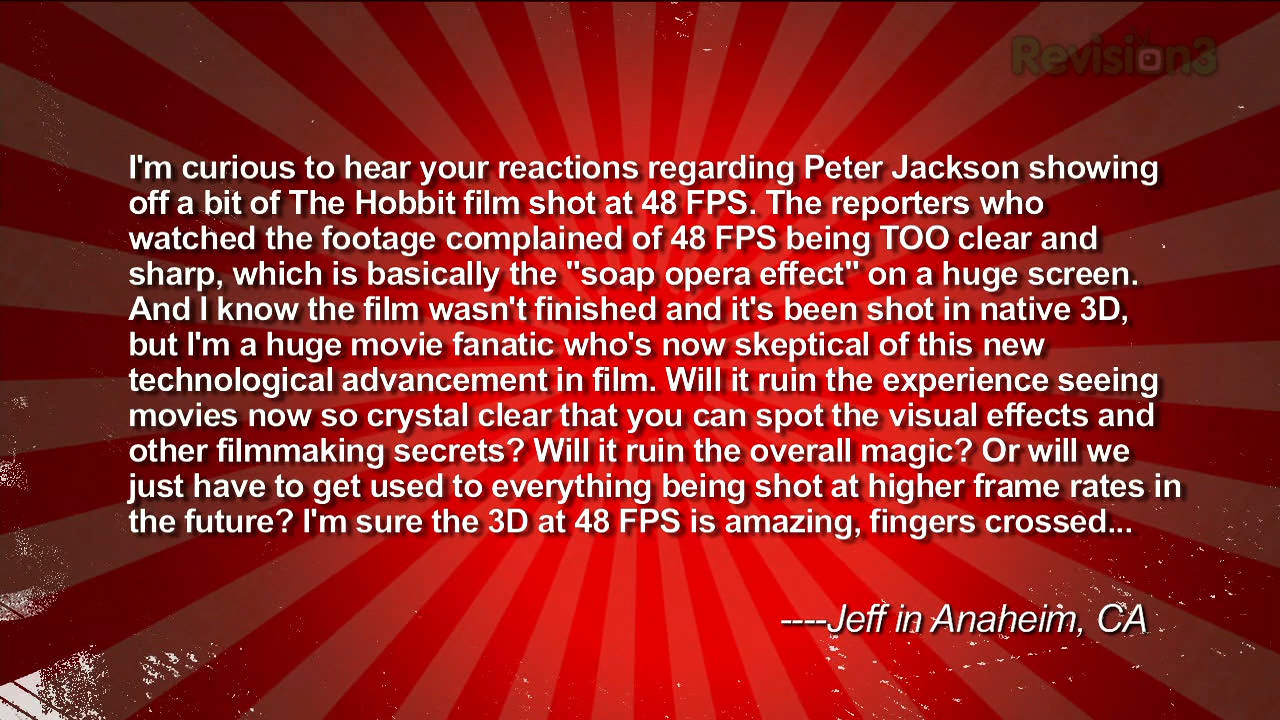 Revision3
I'm curious to hear your reactions regarding Peter Jackson showing
off a bit of The Hobbit film shot at 48 FPS. The reporters who
watched the footage complained of 48 FPS being TOO clear and
sharp, which is basically the "soap opera effect" on a huge screen.
And I know the film wasn't finished and it's been shot in native 3D,
but I'm a huge movie fanatic who's now skeptical of this new
technological advancement in film. Will it ruin the experience seeing
movies now so crystal clear that you can spot the visual effects and
other filmmaking secrets? Will it ruin the overall magic? Or will we
just have to get used to everything being shot at higher frame rates in
the future? I'm sure the 3D at 48 FPS is amazing, fingers crossed...
----Jeff in Anaheim, CA